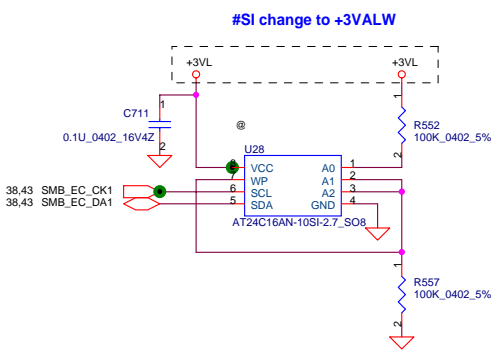 #SI change to +3VALW
+3VL
+3VL
C711
1
2
0.1U_0402_16V4Z
@
1
2
R552
100K_0402_5%
U28
8 VCC A0 1
7 WP A1 2
6 SCL A2 3
5 SDA GND 4
38,43 SMB_EC_CK1
38,43 SMB_EC_DA1
AT24C16AN-10SI-2.7_SO8
1
2
R557
100K_0402_5%